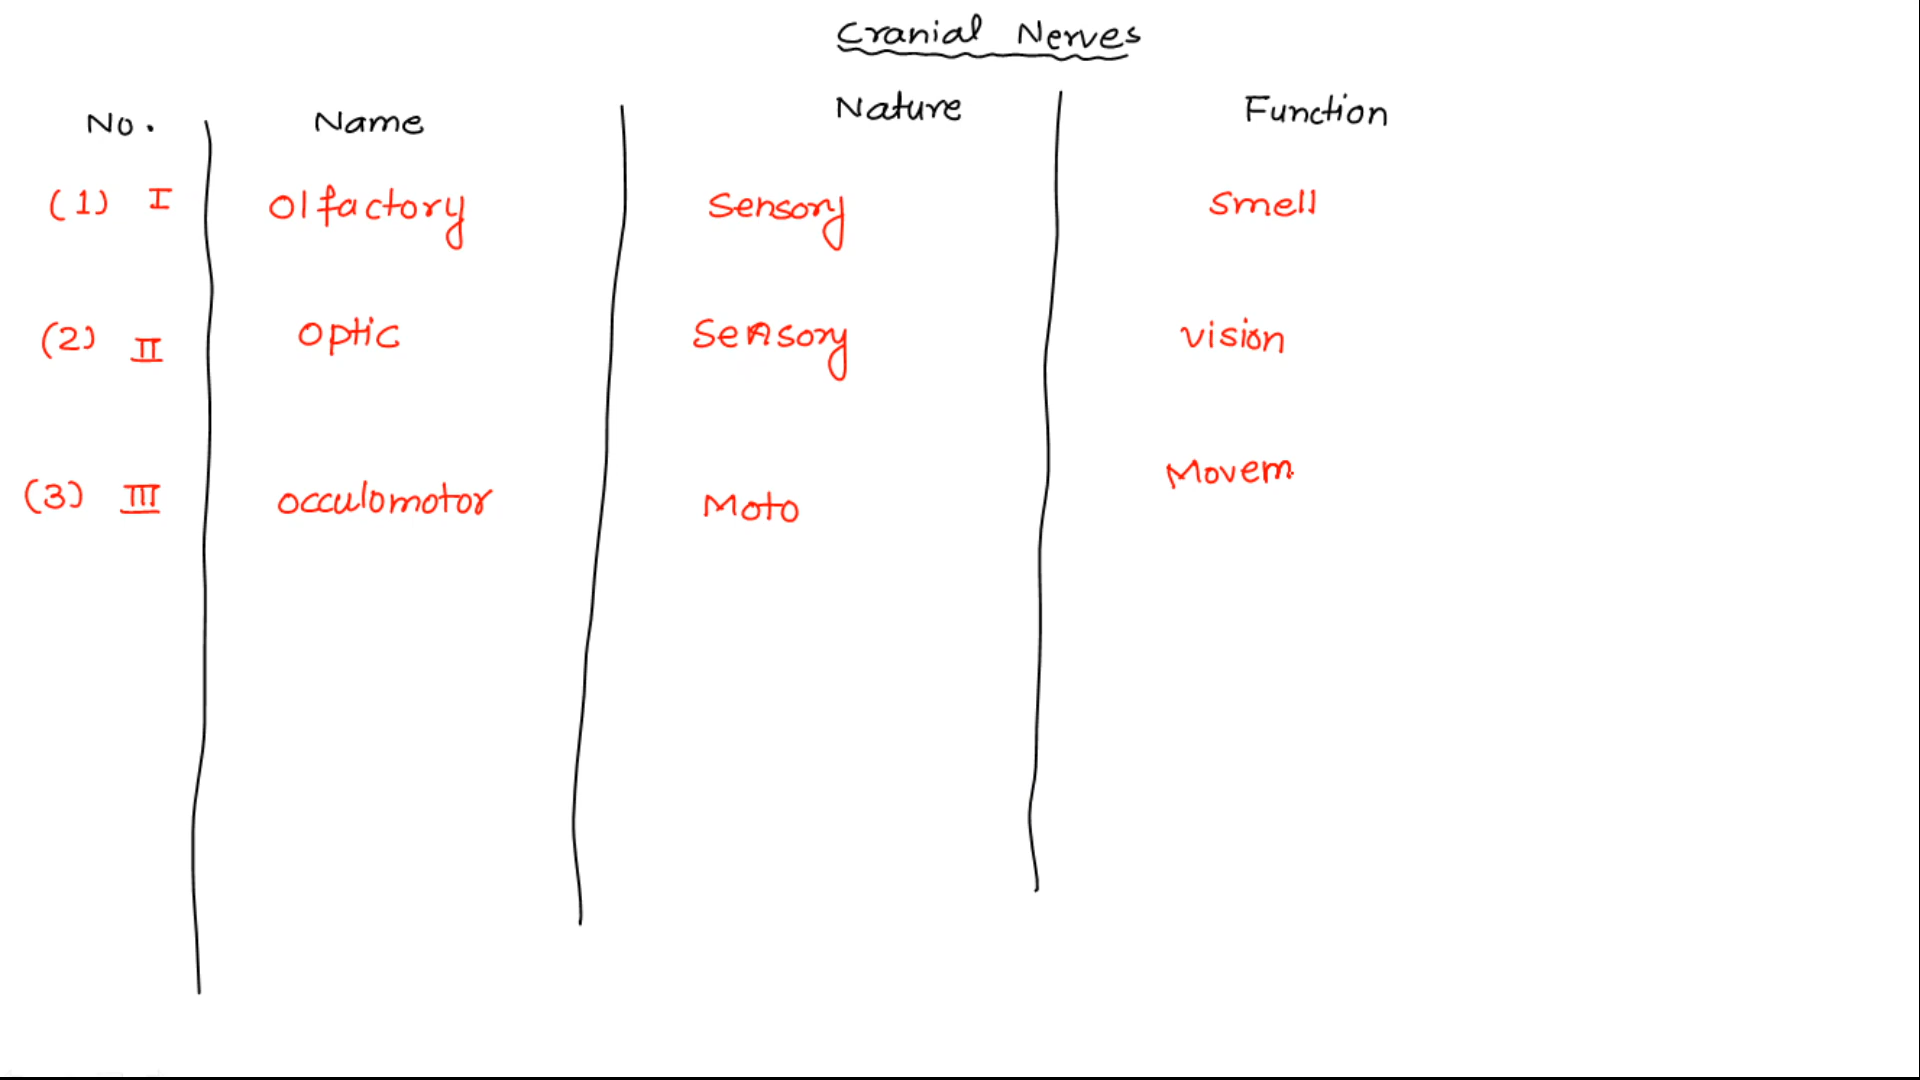 Cranial Nerves
No. Name Nature Function
(1) I Olfactory Sensory Smell
(2) II Optic Sensory Vision
(3) III Occulomotor Moto Movem